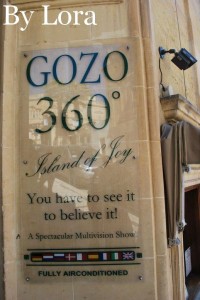 By Lora
GOZO
360°
Island of Joy.
You have to see it
to believe it!
A Spectacular Multivision Show.
FULLY AIRCONDITIONED